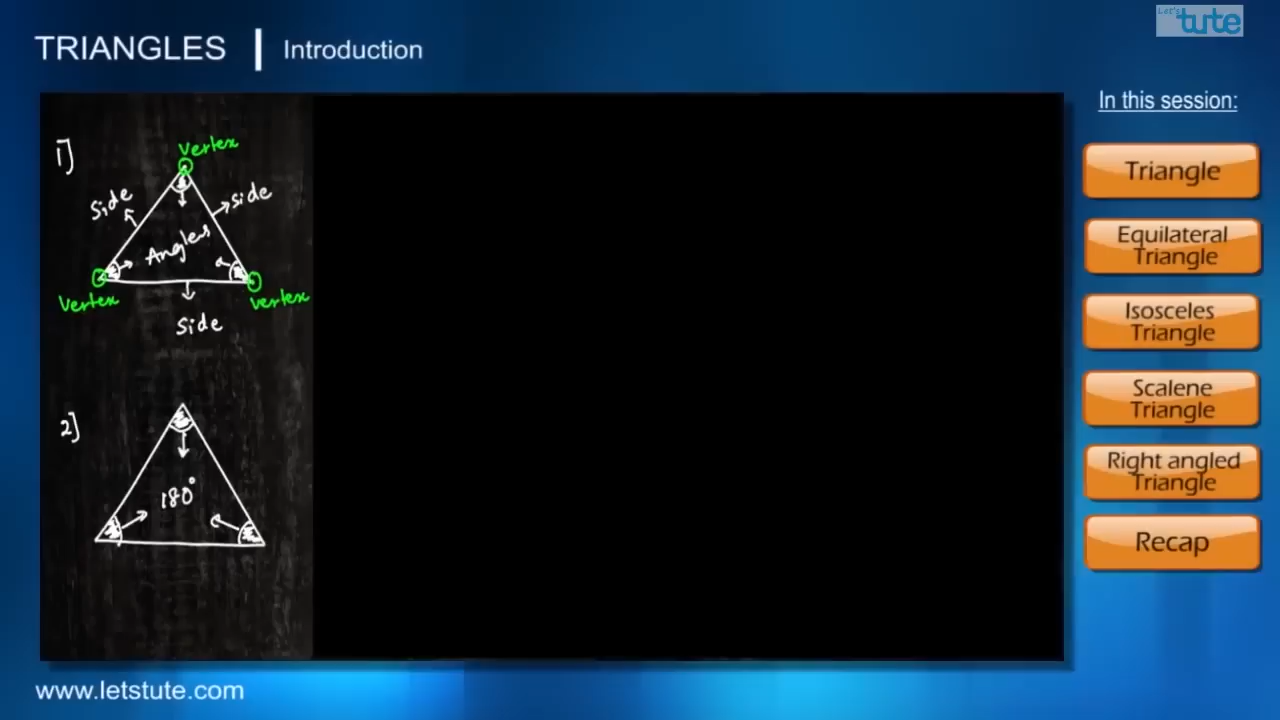 Let's
tute
TRIANGLES | Introduction
In this session:
Triangle
Equilateral
Triangle
Isosceles
Triangle
Scalene
Triangle
Right angled
Triangle
Recap
1]
Vertex
Side
Side
Angles
Vertex
Vertex
Side
2]
180°
www.letstute.com